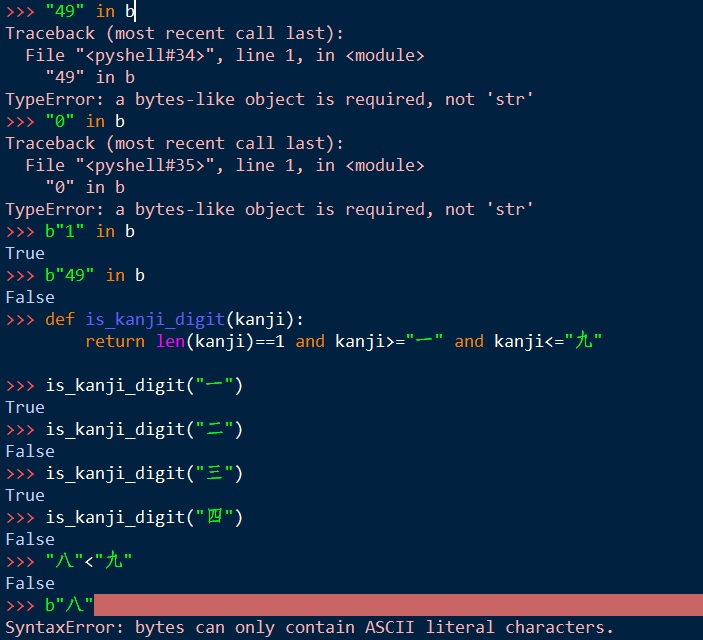 >>> "49" in b
Traceback (most recent call last):
  File "<pyshell#34>", line 1, in <module>
    "49" in b
TypeError: a bytes-like object is required, not 'str'
>>> "0" in b
Traceback (most recent call last):
  File "<pyshell#35>", line 1, in <module>
    "0" in b
TypeError: a bytes-like object is required, not 'str'
>>> b"1" in b
True
>>> b"49" in b
False
>>> def is_kanji_digit(kanji):
        return len(kanji)==1 and kanji>="一" and kanji<="九"
>>> is_kanji_digit("一")
True
>>> is_kanji_digit("二")
False
>>> is_kanji_digit("三")
True
>>> is_kanji_digit("四")
False
>>> "八"<"九"
False
>>> b"八"
SyntaxError: bytes can only contain ASCII literal characters.